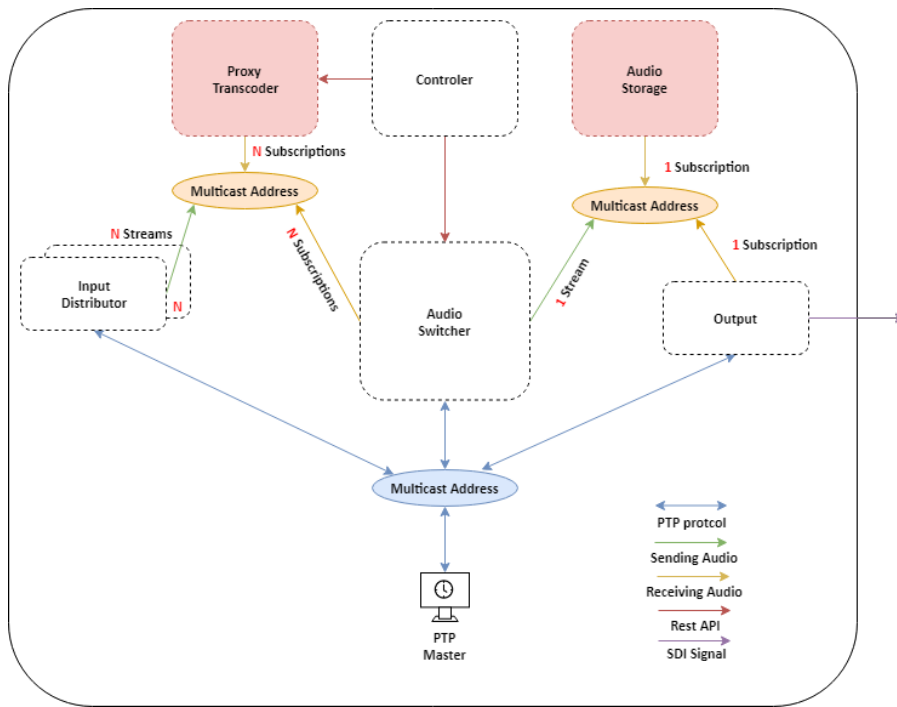 Proxy
Transcoder
Controler
Audio
Storage
N Subscriptions
1 Subscription
Multicast Address
Multicast Address
N Streams
N Subscriptions
1 Stream
1 Subscription
Input
Distributor
N
Audio
Switcher
Output
Multicast Address
PTP
Master
PTP protcol
Sending Audio
Receiving Audio
Rest API
SDI Signal